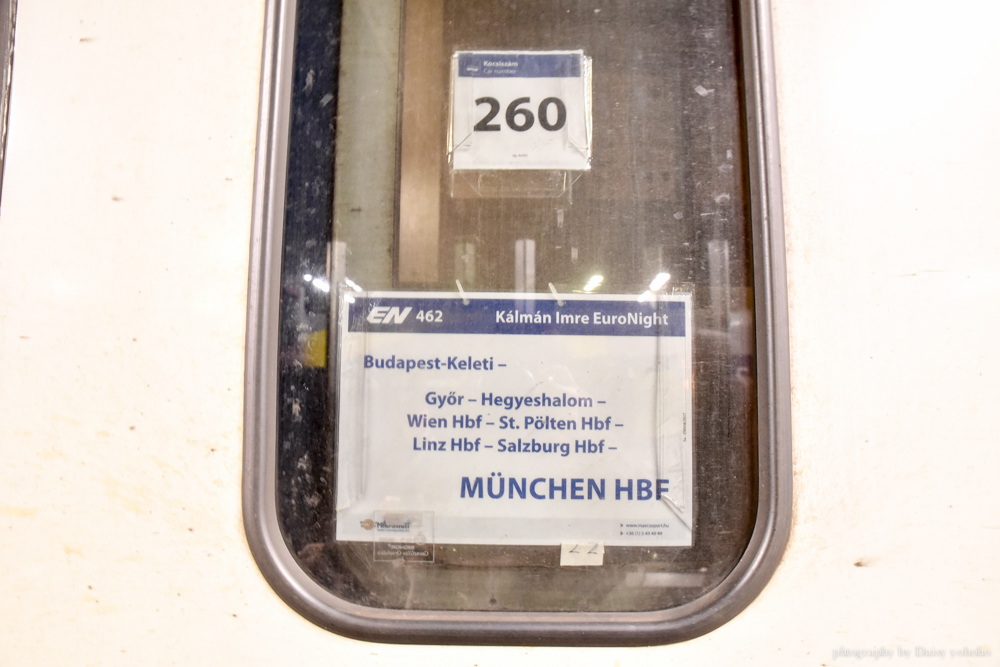 Kocsiszám
Car number
260
EN 462 Kálmán Imre EuroNight
Budapest-Keleti –
Győr – Hegyeshalom –
Wien Hbf – St. Pölten Hbf –
Linz Hbf – Salzburg Hbf –
MÜNCHEN HBF
22
photography by Daisy yohoho